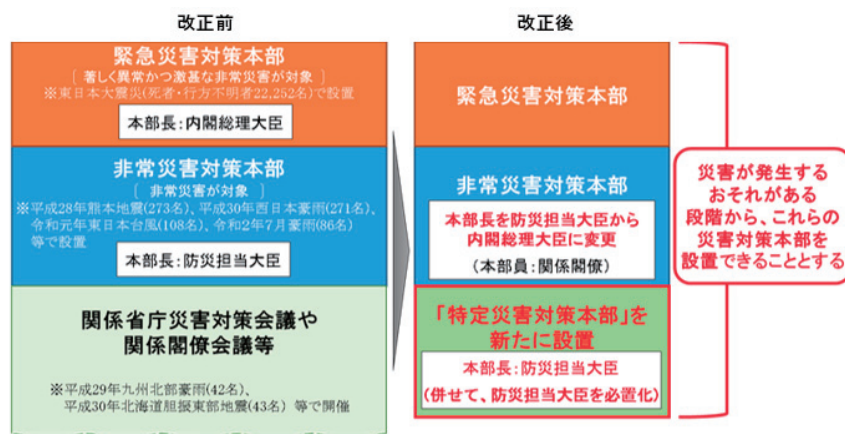 改正前
緊急災害対策本部
[ 著しく異常かつ激甚な非常災害が対象 ]
※東日本大震災(死者・行方不明者22,252名)で設置
本部長:内閣総理大臣
非常災害対策本部
[ 非常災害が対象 ]
※平成28年熊本地震(273名)、平成30年西日本豪雨(271名)、
令和元年東日本台風(108名)、令和2年7月豪雨(86名)
等で設置
本部長:防災担当大臣
関係省庁災害対策会議や
関係閣僚会議等
※平成29年九州北部豪雨(42名)、
平成30年北海道胆振東部地震(43名) 等で開催
改正後
緊急災害対策本部
非常災害対策本部
本部長を防災担当大臣から
内閣総理大臣に変更
(本部員:関係閣僚)
「特定災害対策本部」を
新たに設置
本部長:防災担当大臣
(併せて、防災担当大臣を必置化)
災害が発生する
おそれがある
段階から、これらの
災害対策本部を
設置できることとする